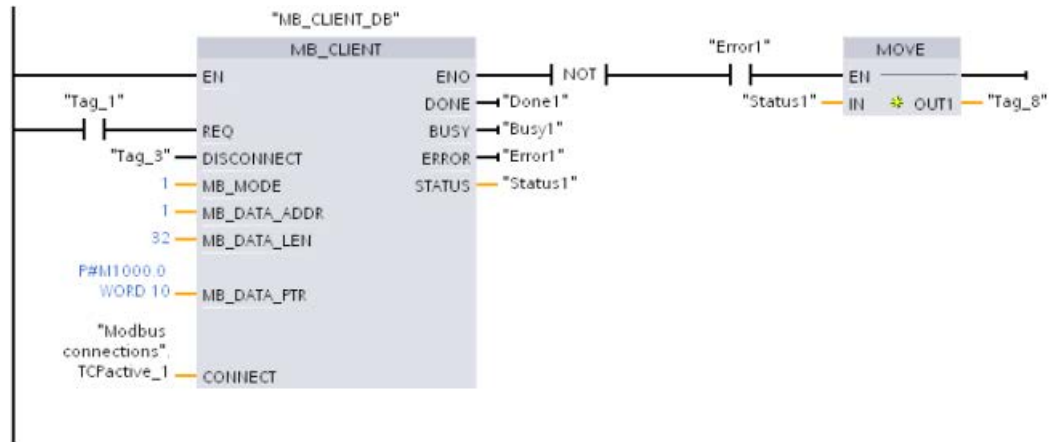 "MB_CLIENT_DB"
MB_CLIENT
"Error1"
MOVE
EN
ENO
NOT
EN
"Tag_1"
DONE
"Done1"
"Status1"
IN
OUT1
"Tag_8"
REQ
BUSY
"Busy1"
"Tag_3"
DISCONNECT
ERROR
"Error1"
1
MB_MODE
STATUS
"Status1"
1
MB_DATA_ADDR
32
MB_DATA_LEN
P#M1000.0
WORD 10
MB_DATA_PTR
"Modbus
connections".
TCPactive_1
CONNECT